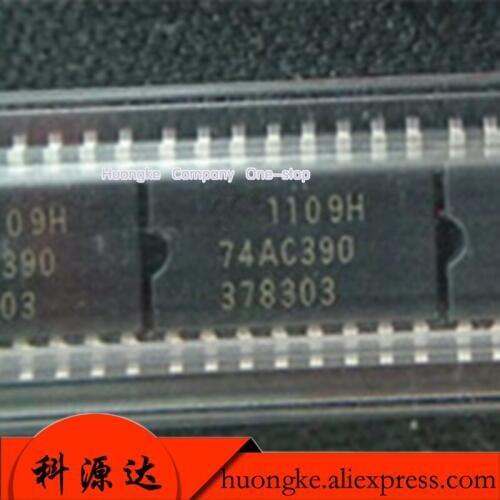 Huongke Company One-stop
09H
1109H
390
74AC390
03
378303
科源达
huongke.aliexpress.com